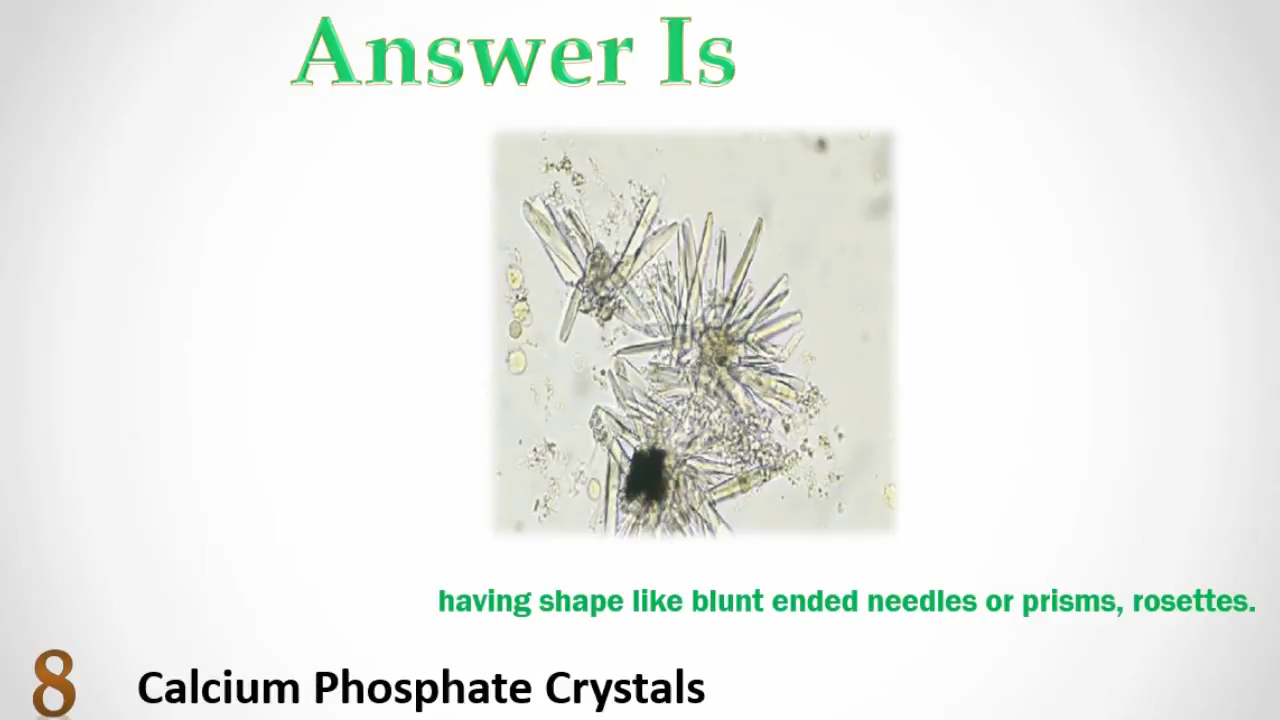 Answer Is
having shape like blunt ended needles or prisms, rosettes.
8 Calcium Phosphate Crystals